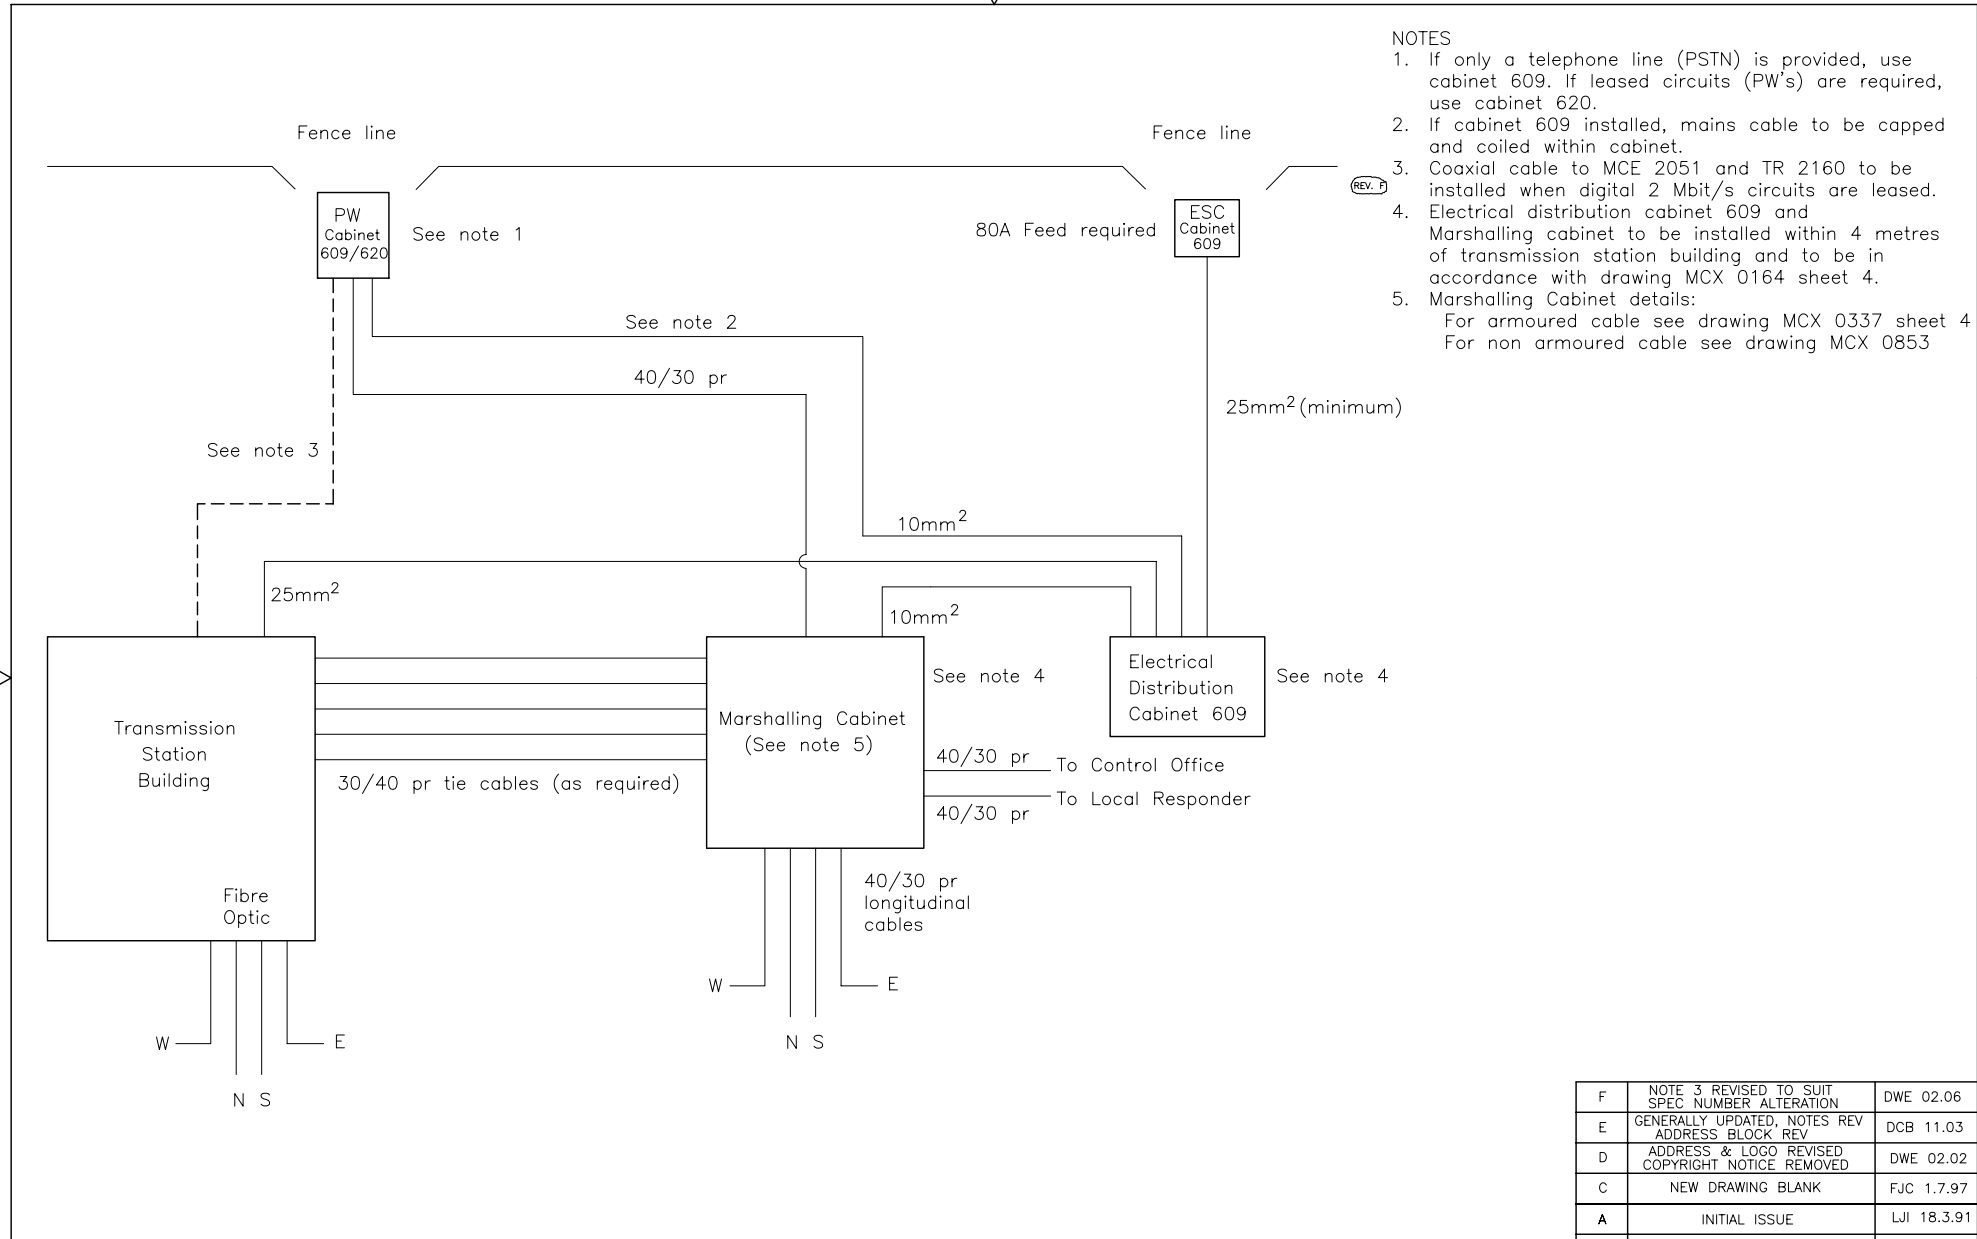 NOTES
1. If only a telephone line (PSTN) is provided, use
cabinet 609. If leased circuits (PW's) are required,
use cabinet 620.
2. If cabinet 609 installed, mains cable to be capped
and coiled within cabinet.
3. Coaxial cable to MCE 2051 and TR 2160 to be
installed when digital 2 Mbit/s circuits are leased.
REV. F
4. Electrical distribution cabinet 609 and
Marshalling cabinet to be installed within 4 metres
of transmission station building and to be in
accordance with drawing MCX 0164 sheet 4.
5. Marshalling Cabinet details:
For armoured cable see drawing MCX 0337 sheet 4
For non armoured cable see drawing MCX 0853
Fence line
Fence line
PW
Cabinet
609/620
See note 1
80A Feed required
ESC
Cabinet
609
See note 2
40/30 pr
25mm² (minimum)
See note 3
10mm²
25mm²
10mm²
Transmission
Station
Building
Fibre
Optic
30/40 pr tie cables (as required)
Marshalling Cabinet
(See note 5)
See note 4
Electrical
Distribution
Cabinet 609
See note 4
40/30 pr
To Control Office
To Local Responder
40/30 pr
40/30 pr
longitudinal
cables
W
E
N S
W
E
N S
F NOTE 3 REVISED TO SUIT
SPEC NUMBER ALTERATION DWE 02.06
E GENERALLY UPDATED, NOTES REV
ADDRESS BLOCK REV DCB 11.03
D ADDRESS & LOGO REVISED
COPYRIGHT NOTICE REMOVED DWE 02.02
C NEW DRAWING BLANK FJC 1.7.97
A INITIAL ISSUE LJI 18.3.91